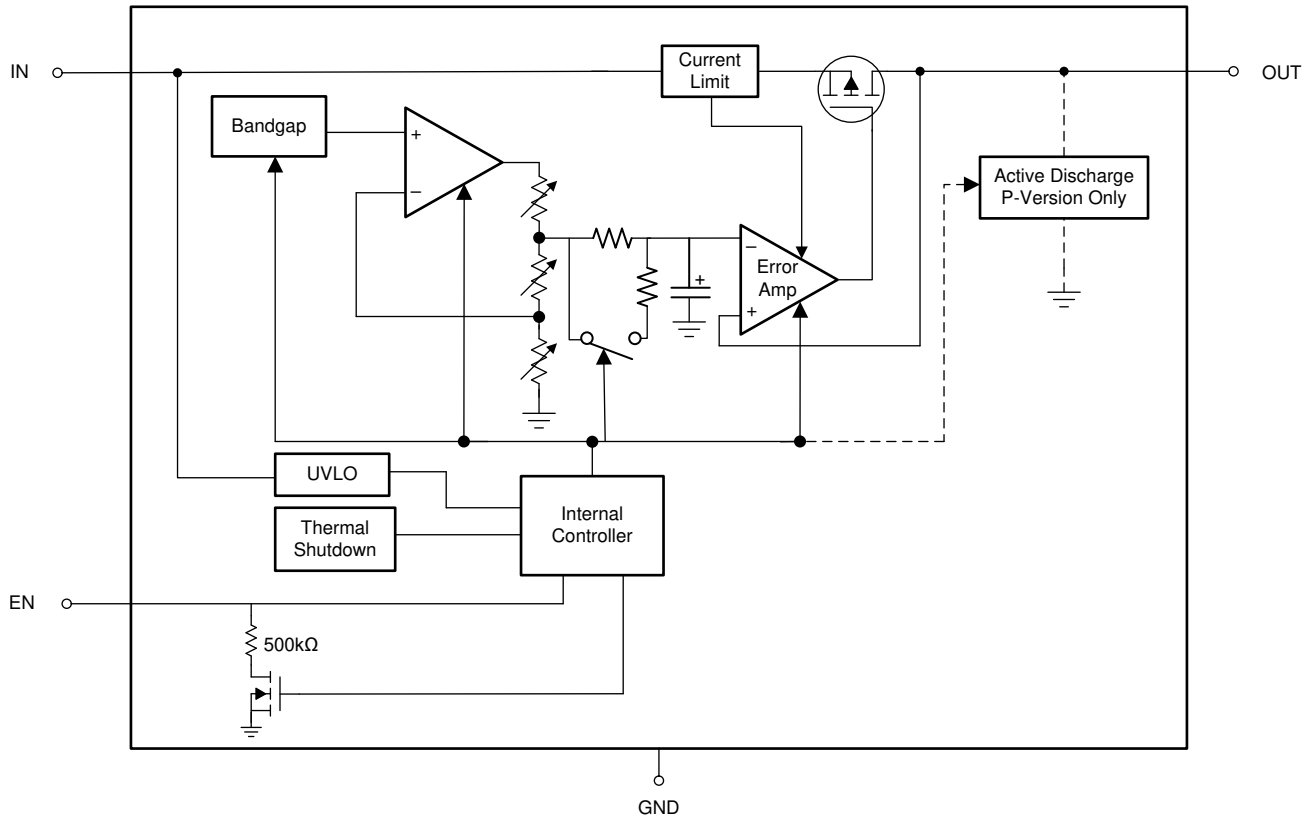 IN
Current
Limit
OUT
Bandgap
+
−
Active Discharge
P-Version Only
−
Error
Amp
+
+
UVLO
Thermal
Shutdown
Internal
Controller
EN
500kΩ
GND